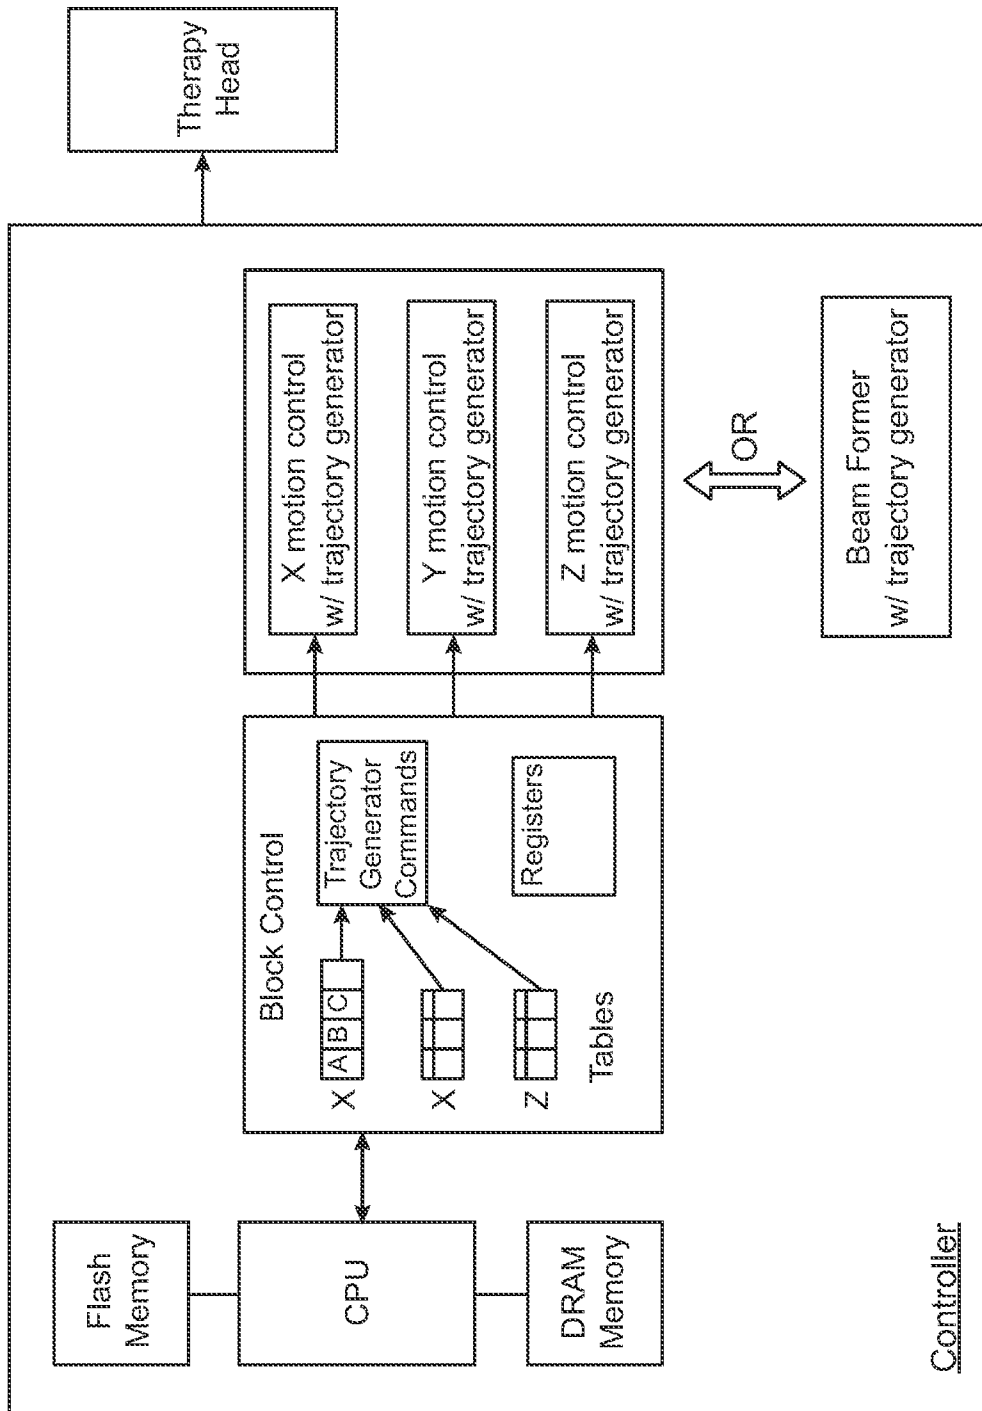 Flash
Memory
CPU
DRAM
Memory
Block Control
X
A B C
X
Z
Tables
Trajectory
Generator
Commands
Registers
X motion control
w/ trajectory generator
Y motion control
w/ trajectory generator
Z motion control
w/ trajectory generator
OR
Beam Former
w/ trajectory generator
Therapy
Head
Controller